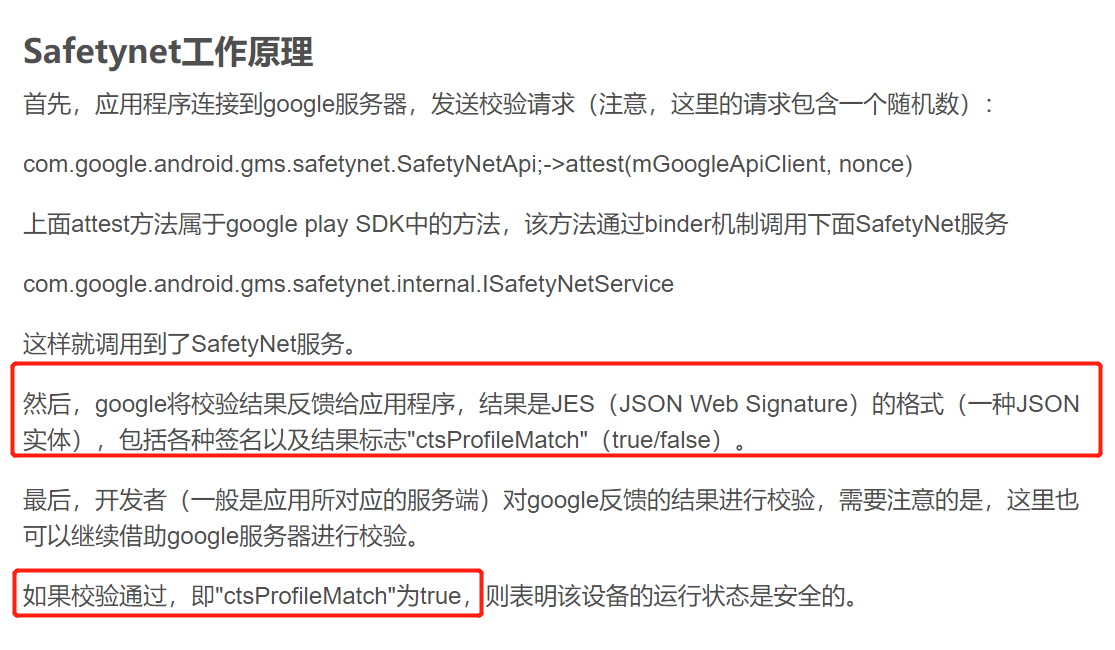 Safetynet工作原理
首先，应用程序连接到google服务器，发送校验请求（注意，这里的请求包含一个随机数）：
com.google.android.gms.safetynet.SafetyNetApi;->attest(mGoogleApiClient, nonce)
上面attest方法属于google play SDK中的方法，该方法通过binder机制调用下面SafetyNet服务
com.google.android.gms.safetynet.internal.ISafetyNetService
这样就调用到了SafetyNet服务。
然后，google将校验结果反馈给应用程序，结果是JES（JSON Web Signature）的格式（一种JSON
实体），包括各种签名以及结果标志"ctsProfileMatch"（true/false）。
最后，开发者（一般是应用所对应的服务端）对google反馈的结果进行校验，需要注意的是，这里也
可以继续借助google服务器进行校验。
如果校验通过，即"ctsProfileMatch"为true，则表明该设备的运行状态是安全的。